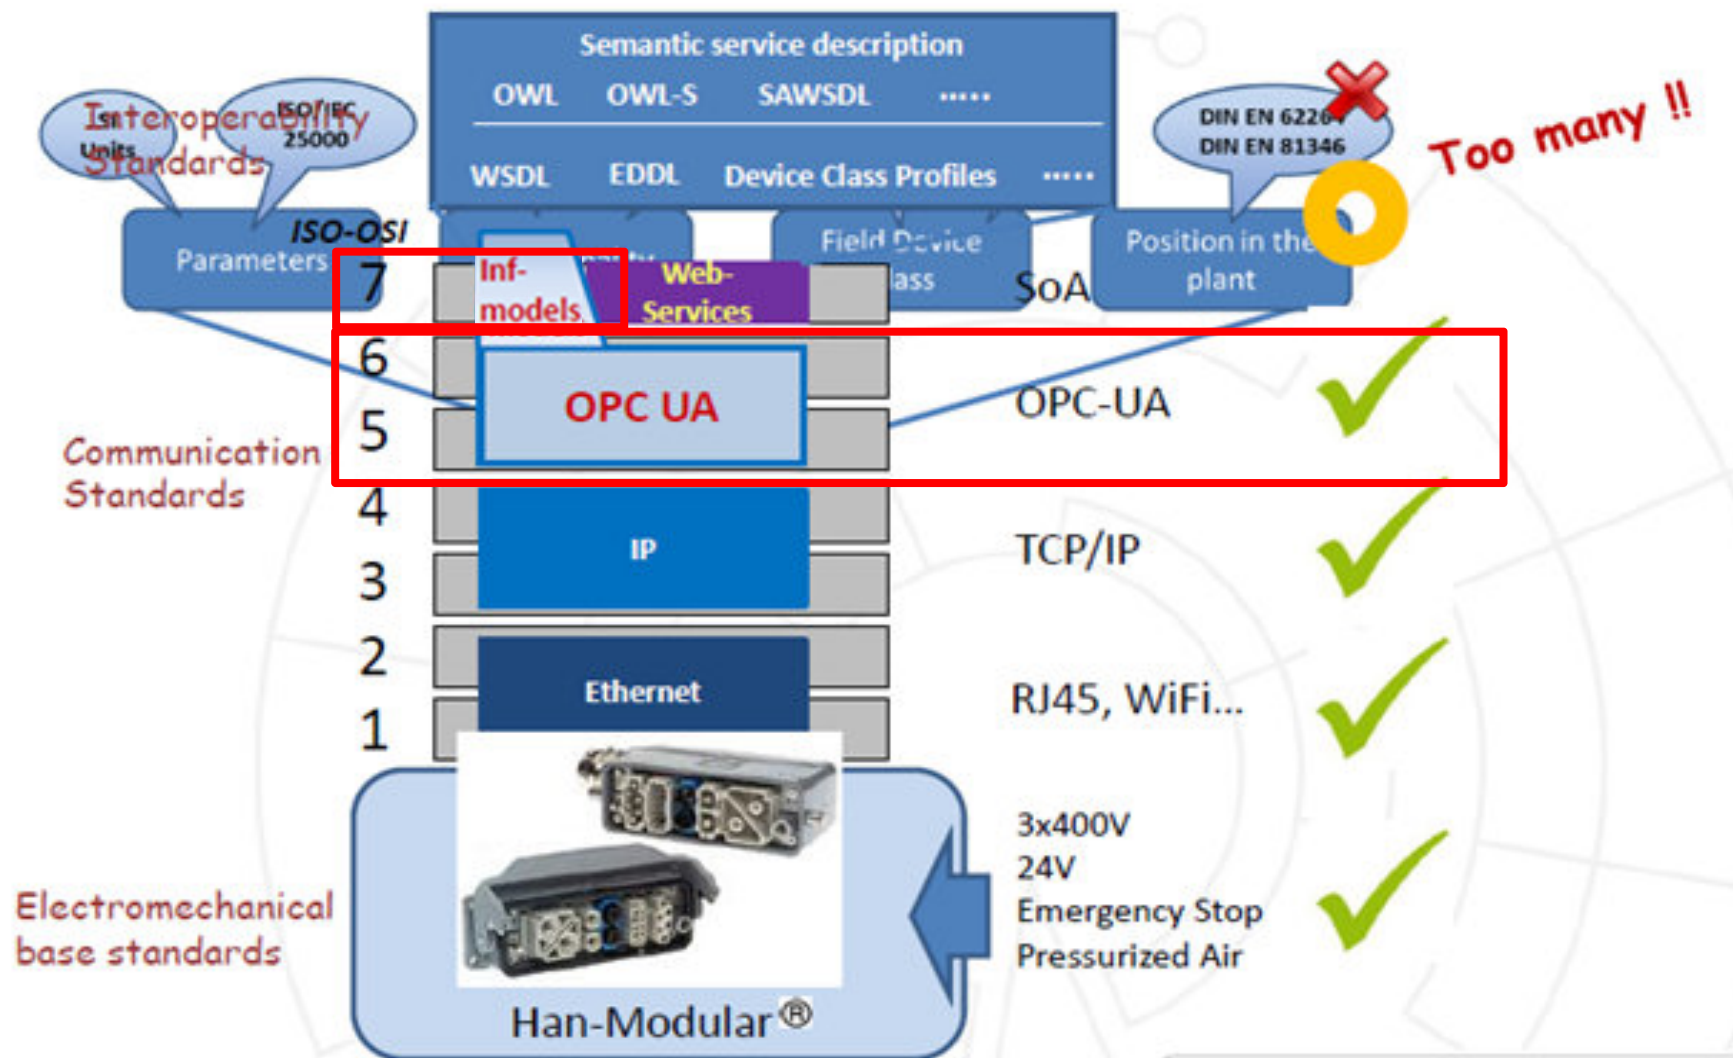 Semantic service description
OWL OWL-S SAWSDL .....
WSDL EDDL Device Class Profiles .....
Interoperability
Standards
Units
ISO/IEC
25000
DIN EN
DIN EN 81346
Too many !!
ISO-OSI
Parameters
Field Device
Position in the
plant
7
Inf-
models
Web-
Services
SoA
6
5
OPC UA
OPC-UA
Communication
Standards
4
3
IP
TCP/IP
2
1
Ethernet
RJ45, WiFi...
Electromechanical
base standards
3x400V
24V
Emergency Stop
Pressurized Air
Han-Modular ®